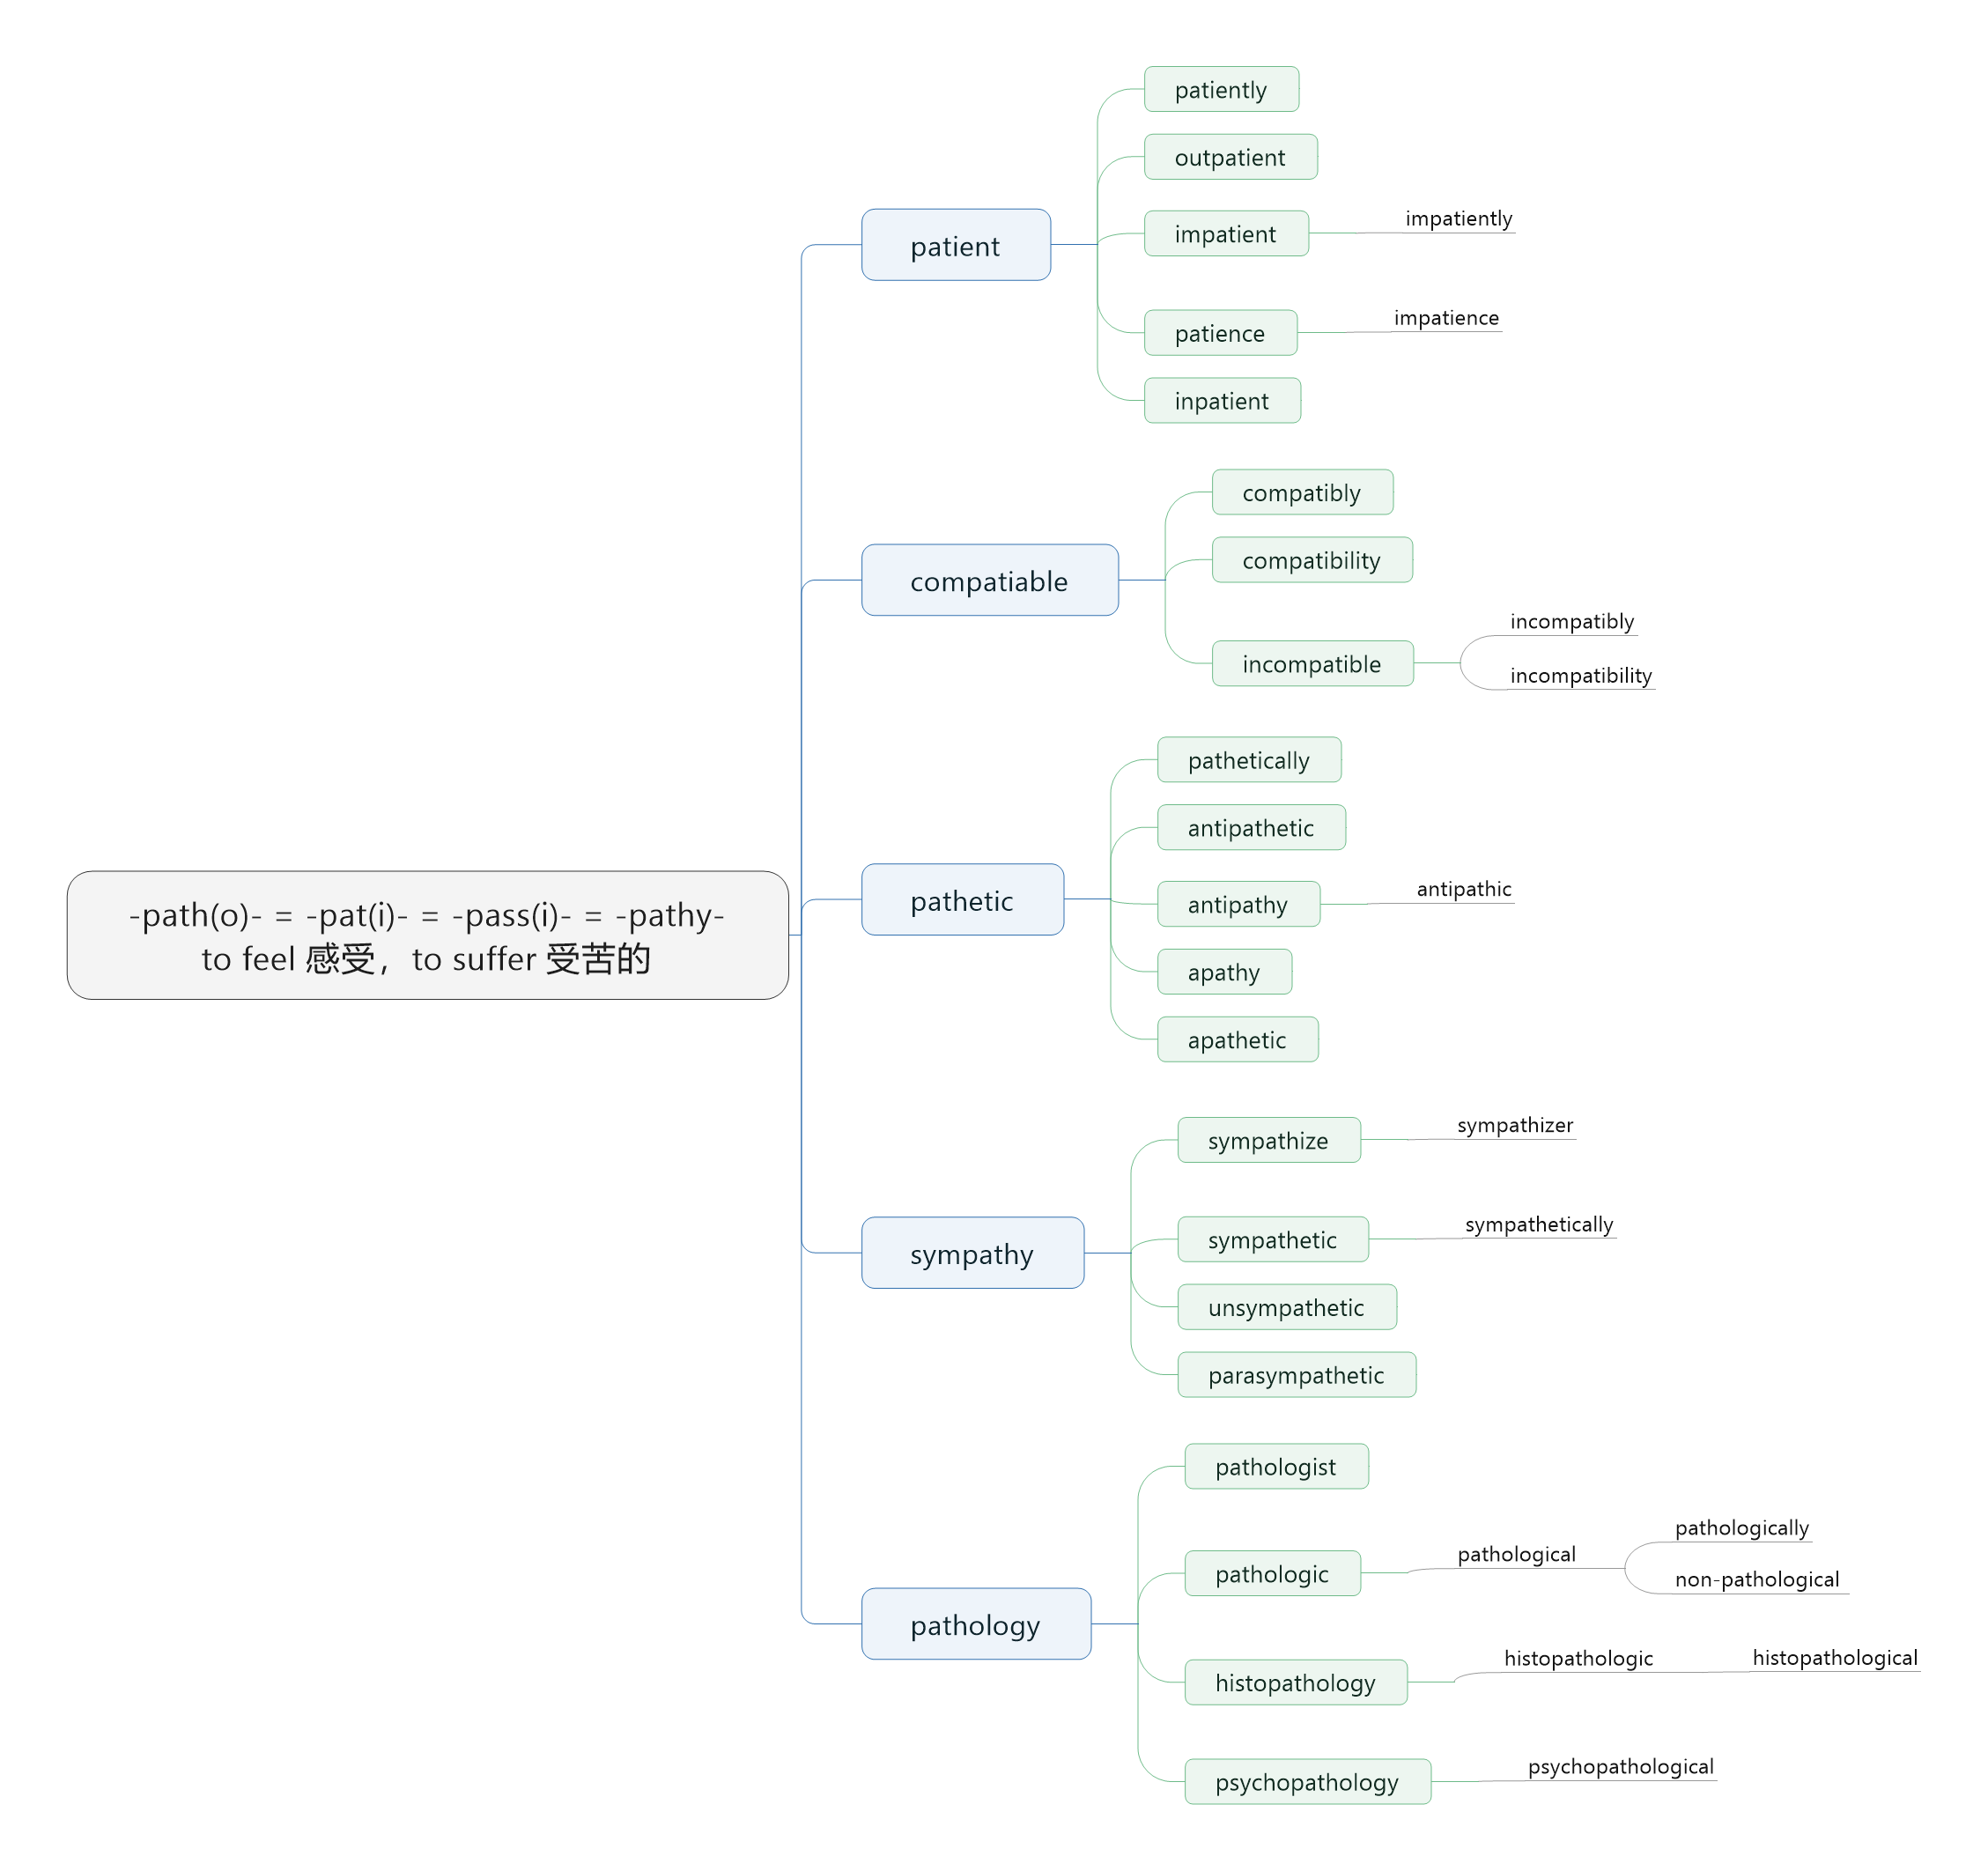 -path(o)- = -pat(i)- = -pass(i)- = -pathy-
to feel 感受，to suffer 受苦的
patient
patiently
outpatient
impatient
impatiently
patience
impatience
inpatient
compatiable
compatibly
compatibility
incompatible
incompatibly
incompatibility
pathetic
pathetically
antipathetic
antipathy
antipathic
apathy
apathetic
sympathy
sympathize
sympathizer
sympathetic
sympathetically
unsympathetic
parasympathetic
pathology
pathologist
pathologic
pathological
pathologically
non-pathological
histopathology
histopathologic
histopathological
psychopathology
psychopathological